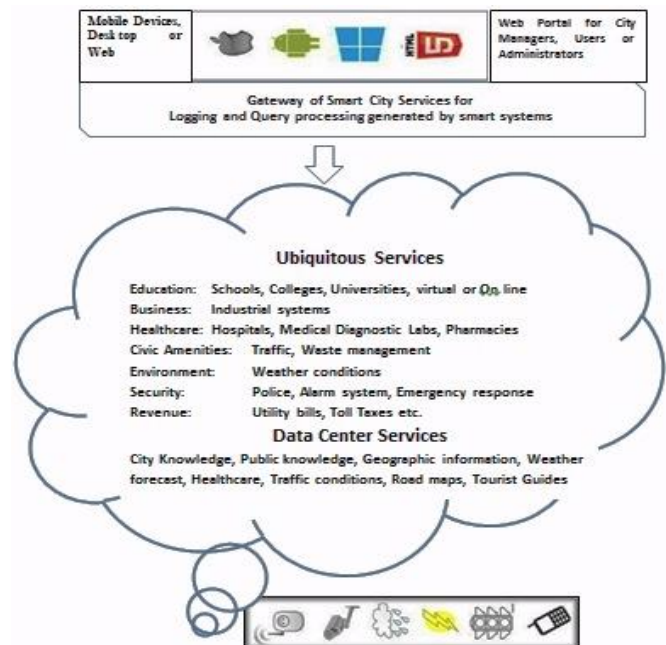 Mobile Devices,
Desk top or
Web
HTML
5
Web Portal for City
Managers, Users or
Administrators
Gateway of Smart City Services for
Logging and Query processing generated by smart systems
Ubiquitous Services
Education: Schools, Colleges, Universities, virtual or On line
Business: Industrial systems
Healthcare: Hospitals, Medical Diagnostic Labs, Pharmacies
Civic Amenities: Traffic, Waste management
Environment: Weather conditions
Security: Police, Alarm system, Emergency response
Revenue: Utility bills, Toll Taxes etc.
Data Center Services
City Knowledge, Public knowledge, Geographic information, Weather
forecast, Healthcare, Traffic conditions, Road maps, Tourist Guides